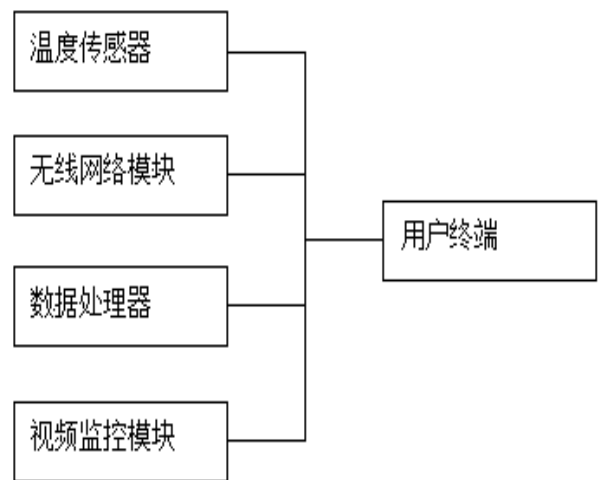 温度传感器
无线网络模块
数据处理器
视频监控模块
用户终端